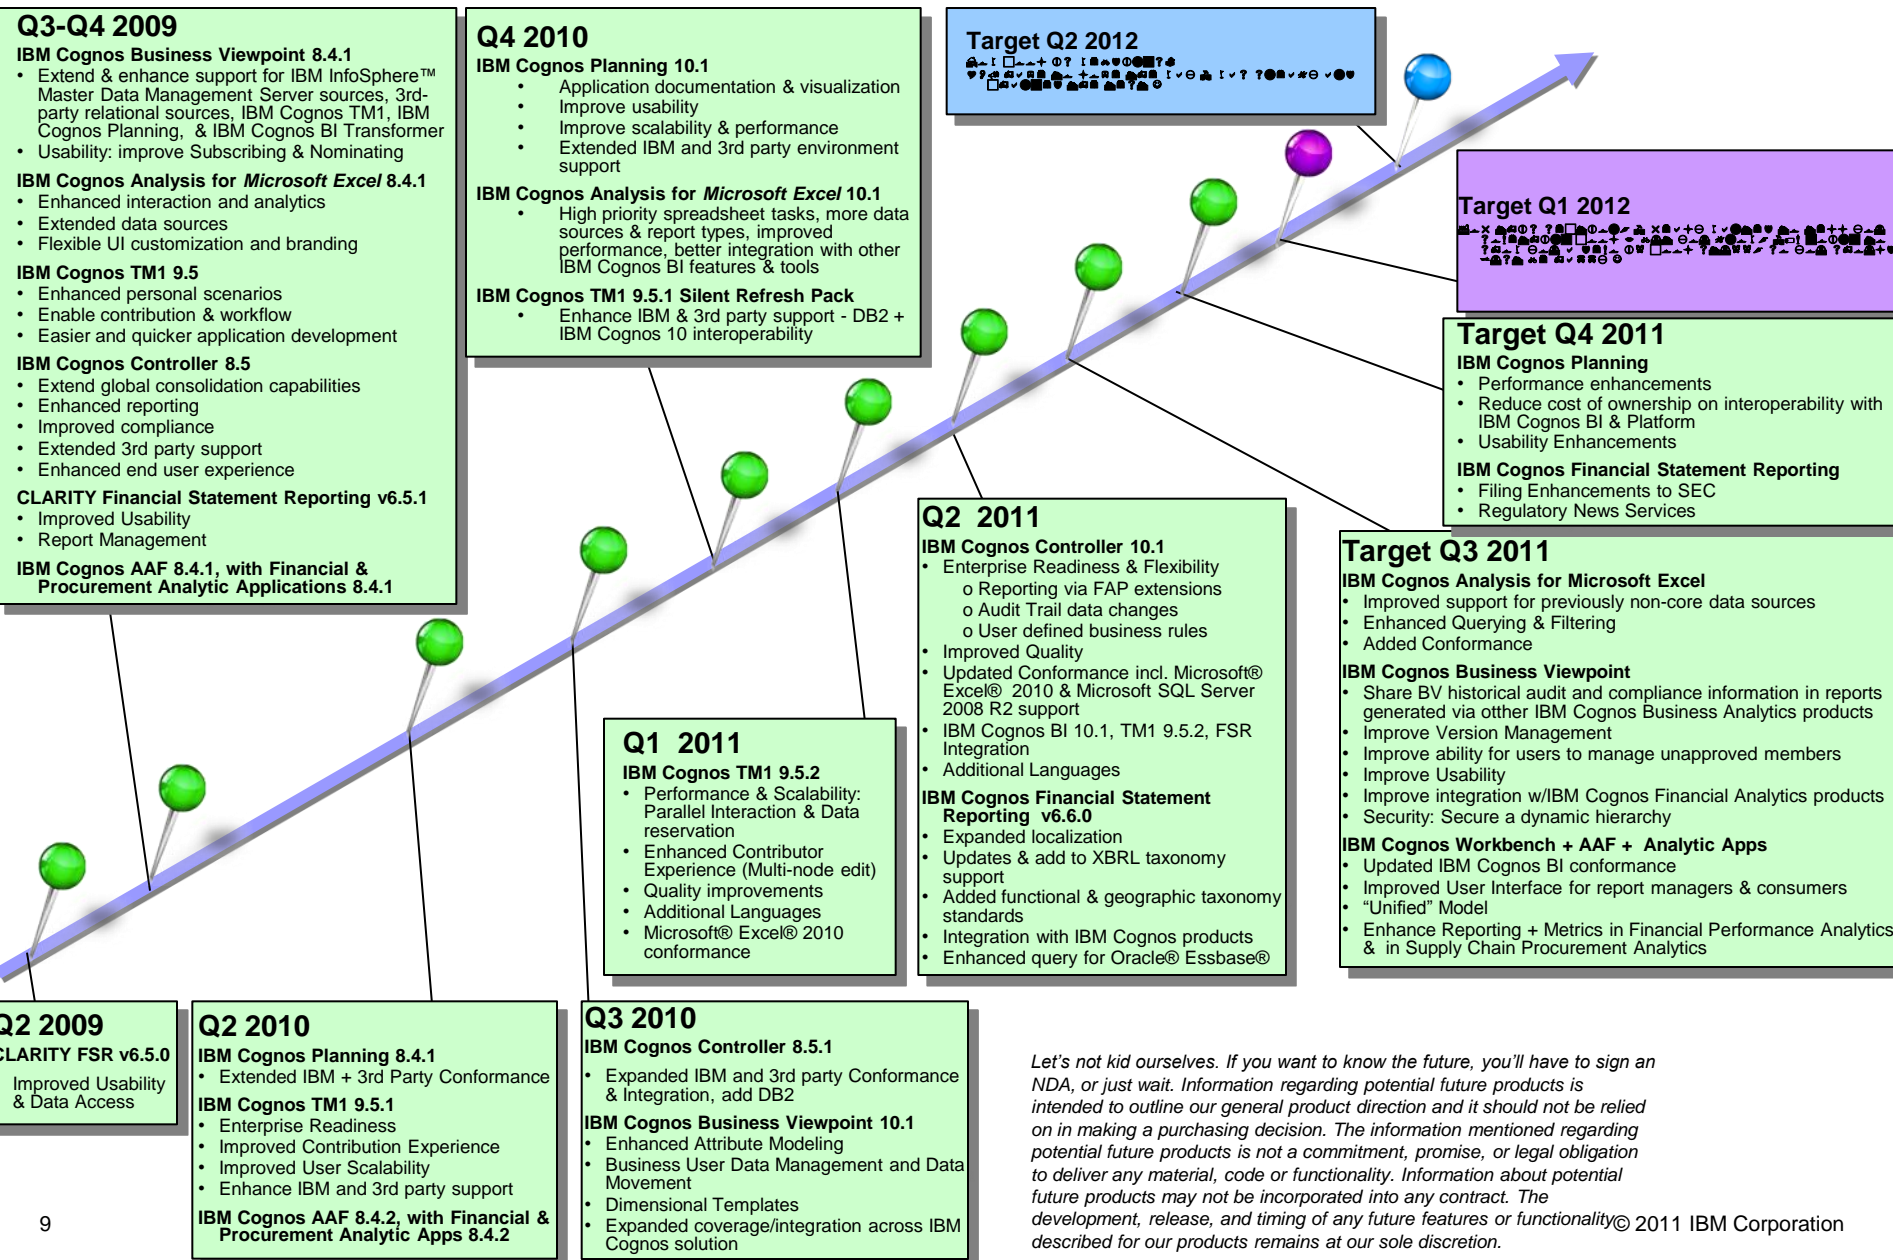 Q3-Q4 2009
IBM Cognos Business Viewpoint 8.4.1
• Extend & enhance support for IBM InfoSphere™
Master Data Management Server sources, 3rd-
party relational sources, IBM Cognos TM1, IBM
Cognos Planning, & IBM Cognos BI Transformer
• Usability: improve Subscribing & Nominating
IBM Cognos Analysis for Microsoft Excel 8.4.1
• Enhanced interaction and analytics
• Extended data sources
• Flexible UI customization and branding
IBM Cognos TM1 9.5
• Enhanced personal scenarios
• Enable contribution & workflow
• Easier and quicker application development
IBM Cognos Controller 8.5
• Extend global consolidation capabilities
• Enhanced reporting
• Improved compliance
• Extended 3rd party support
• Enhanced end user experience
CLARITY Financial Statement Reporting v6.5.1
• Improved Usability
• Report Management
IBM Cognos AAF 8.4.1, with Financial &
Procurement Analytic Applications 8.4.1
Q4 2010
IBM Cognos Planning 10.1
• Application documentation & visualization
• Improve usability
• Improve scalability & performance
• Extended IBM and 3rd party environment
support
IBM Cognos Analysis for Microsoft Excel 10.1
• High priority spreadsheet tasks, more data
sources & report types, improved
performance, better integration with other
IBM Cognos BI features & tools
IBM Cognos TM1 9.5.1 Silent Refresh Pack
• Enhance IBM & 3rd party support - DB2 +
IBM Cognos 10 interoperability
Target Q2 2012
Target Q1 2012
Target Q4 2011
IBM Cognos Planning
• Performance enhancements
• Reduce cost of ownership on interoperability with
IBM Cognos BI & Platform
• Usability Enhancements
IBM Cognos Financial Statement Reporting
• Filing Enhancements to SEC
• Regulatory News Services
Target Q3 2011
IBM Cognos Analysis for Microsoft Excel
• Improved support for previously non-core data sources
• Enhanced Querying & Filtering
• Added Conformance
IBM Cognos Business Viewpoint
• Share BV historical audit and compliance information in reports
generated via otther IBM Cognos Business Analytics products
• Improve Version Management
• Improve ability for users to manage unapproved members
• Improve Usability
• Improve integration w/IBM Cognos Financial Analytics products
• Security: Secure a dynamic hierarchy
IBM Cognos Workbench + AAF + Analytic Apps
• Updated IBM Cognos BI conformance
• Improved User Interface for report managers & consumers
• “Unified” Model
• Enhance Reporting + Metrics in Financial Performance Analytics
& in Supply Chain Procurement Analytics
Q2 2011
IBM Cognos Controller 10.1
• Enterprise Readiness & Flexibility
o Reporting via FAP extensions
o Audit Trail data changes
o User defined business rules
• Improved Quality
• Updated Conformance incl. Microsoft®
Excel® 2010 & Microsoft SQL Server
2008 R2 support
• IBM Cognos BI 10.1, TM1 9.5.2, FSR
Integration
• Additional Languages
IBM Cognos Financial Statement
Reporting v6.6.0
• Expanded localization
• Updates & add to XBRL taxonomy
support
• Added functional & geographic taxonomy
standards
• Integration with IBM Cognos products
• Enhanced query for Oracle® Essbase®
Q1 2011
IBM Cognos TM1 9.5.2
• Performance & Scalability:
Parallel Interaction & Data
reservation
• Enhanced Contributor
Experience (Multi-node edit)
• Quality improvements
• Additional Languages
• Microsoft® Excel® 2010
conformance
Q2 2009
CLARITY FSR v6.5.0
Improved Usability
& Data Access
Q2 2010
IBM Cognos Planning 8.4.1
• Extended IBM + 3rd Party Conformance
IBM Cognos TM1 9.5.1
• Enterprise Readiness
• Improved Contribution Experience
• Improved User Scalability
• Enhance IBM and 3rd party support
IBM Cognos AAF 8.4.2, with Financial &
Procurement Analytic Apps 8.4.2
Q3 2010
IBM Cognos Controller 8.5.1
• Expanded IBM and 3rd party Conformance
& Integration, add DB2
IBM Cognos Business Viewpoint 10.1
• Enhanced Attribute Modeling
• Business User Data Management and Data
Movement
• Dimensional Templates
• Expanded coverage/integration across IBM
Cognos solution
Let’s not kid ourselves. If you want to know the future, you’ll have to sign an
NDA, or just wait. Information regarding potential future products is
intended to outline our general product direction and it should not be relied
on in making a purchasing decision. The information mentioned regarding
potential future products is not a commitment, promise, or legal obligation
to deliver any material, code or functionality. Information about potential
future products may not be incorporated into any contract. The
development, release, and timing of any future features or functionality
described for our products remains at our sole discretion.
9
© 2011 IBM Corporation